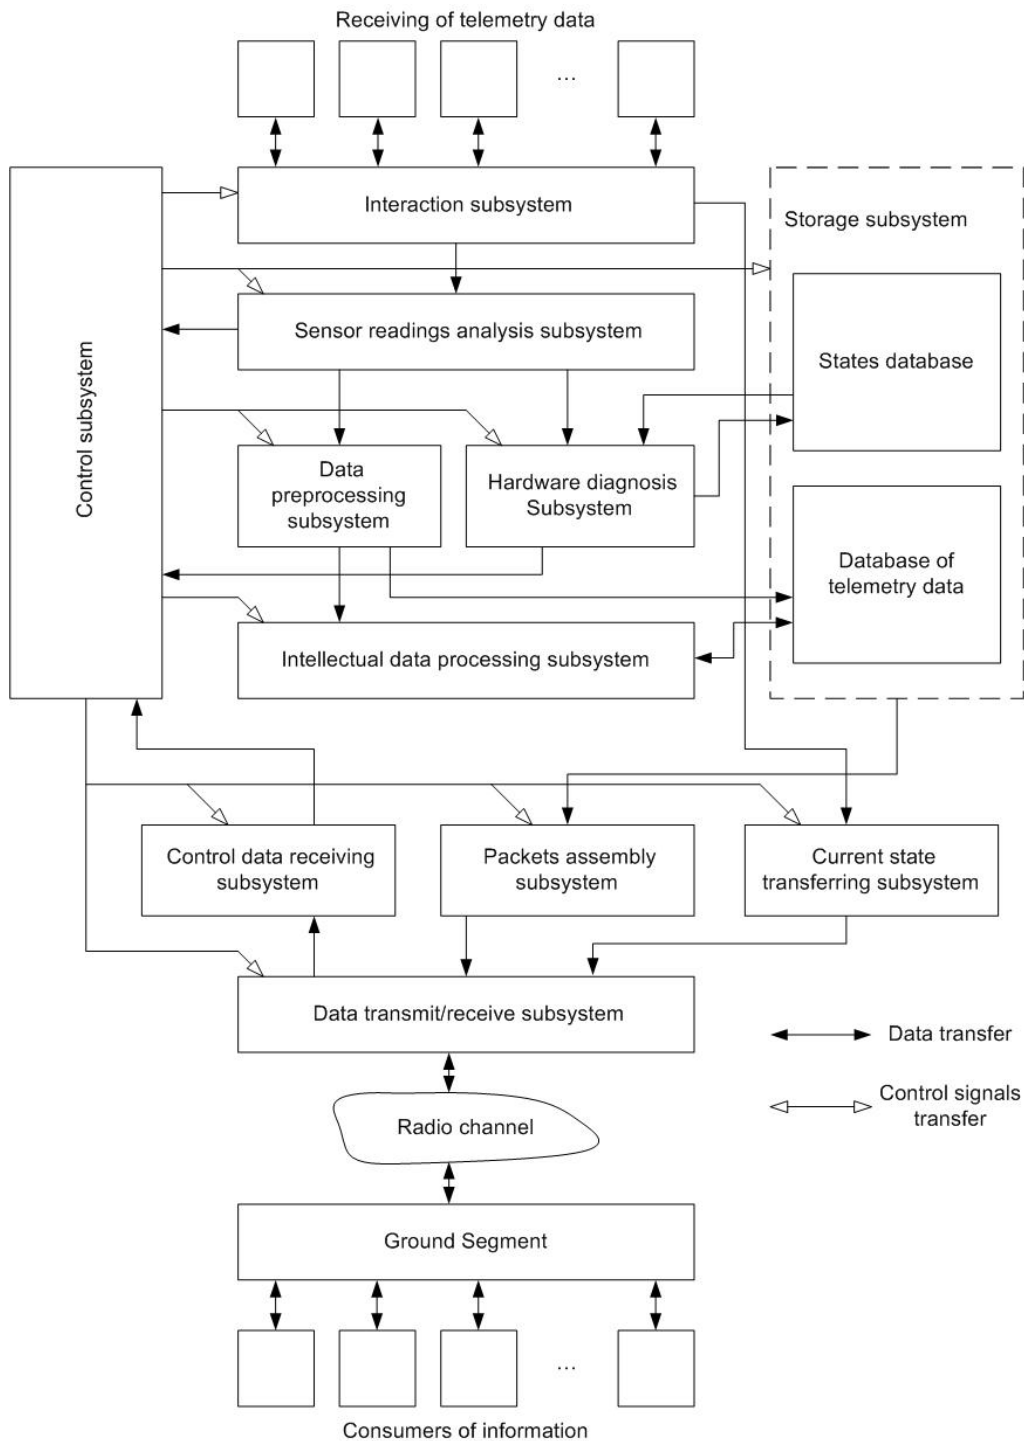 Receiving of telemetry data
...
Interaction subsystem
Storage subsystem
Sensor readings analysis subsystem
States database
Control subsystem
Data
preprocessing
subsystem
Hardware diagnosis
Subsystem
Database of
telemetry data
Intellectual data processing subsystem
Control data receiving
subsystem
Packets assembly
subsystem
Current state
transferring subsystem
Data transmit/receive subsystem
Data transfer
Control signals
transfer
Radio channel
Ground Segment
...
Consumers of information